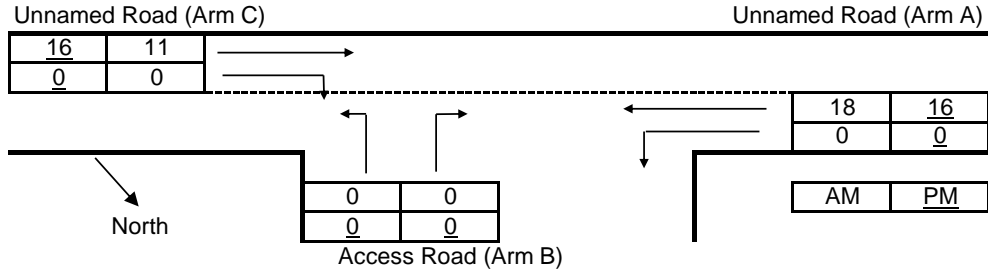 Unnamed Road (Arm C) Unnamed Road (Arm A)
16 11
0 0
18 16
0 0
0 0
0 0
AM PM
North
Access Road (Arm B)